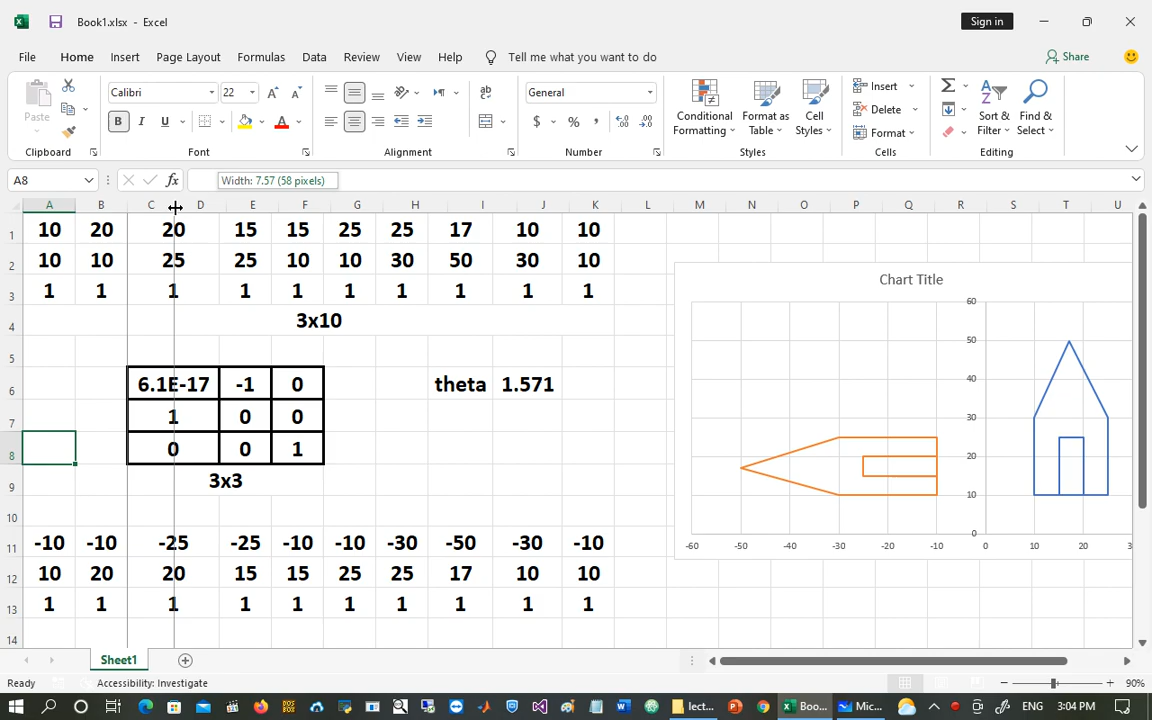 Book1.xlsx - Excel
Sign in
File Home Insert Page Layout Formulas Data Review View Help Tell me what you want to do Share
Paste
Calibri 22 General
B I U
$ % ,
Conditional Formatting
Format as Table
Cell Styles
Insert
Delete
Format
Sort & Filter
Find & Select
Clipboard Font Alignment Number Styles Cells Editing
A8 fx Width: 7.57 (58 pixels)
A B C D E F G H I J K L M N O P Q R S T U
1 10 20 20 15 15 25 25 17 10 10
2 10 10 25 25 10 10 30 50 30 10
3 1 1 1 1 1 1 1 1 1 1
4 3x10
5
6 6.1E-17 -1 0 theta 1.571
7 1 0 0
8 0 0 1
9 3x3
10
11 -10 -10 -25 -25 -10 -10 -30 -50 -30 -10
12 10 20 20 15 15 25 25 17 10 10
13 1 1 1 1 1 1 1 1 1 1
14
Chart Title
60
50
40
30
20
10
0
-60 -50 -40 -30 -20 -10 0 10 20 3
Sheet1
Ready Accessibility: Investigate 90%
lect... Boo... Mic... ENG 3:04 PM